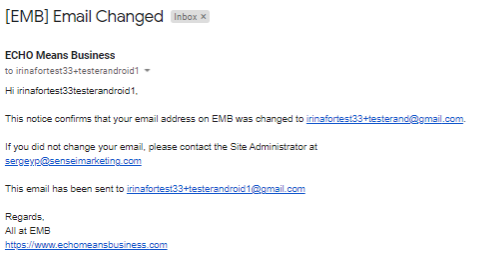 [EMB] Email Changed Inbox x
ECHO Means Business
to irinafortest33+testerandroid1
Hi irinafortest33testerandroid1,
This notice confirms that your email address on EMB was changed to irinafortest33+testerand@gmail.com.
If you did not change your email, please contact the Site Administrator at
sergeyp@senseimarketing.com
This email has been sent to irinafortest33+testerandroid1@gmail.com
Regards,
All at EMB
https://www.echomeansbusiness.com